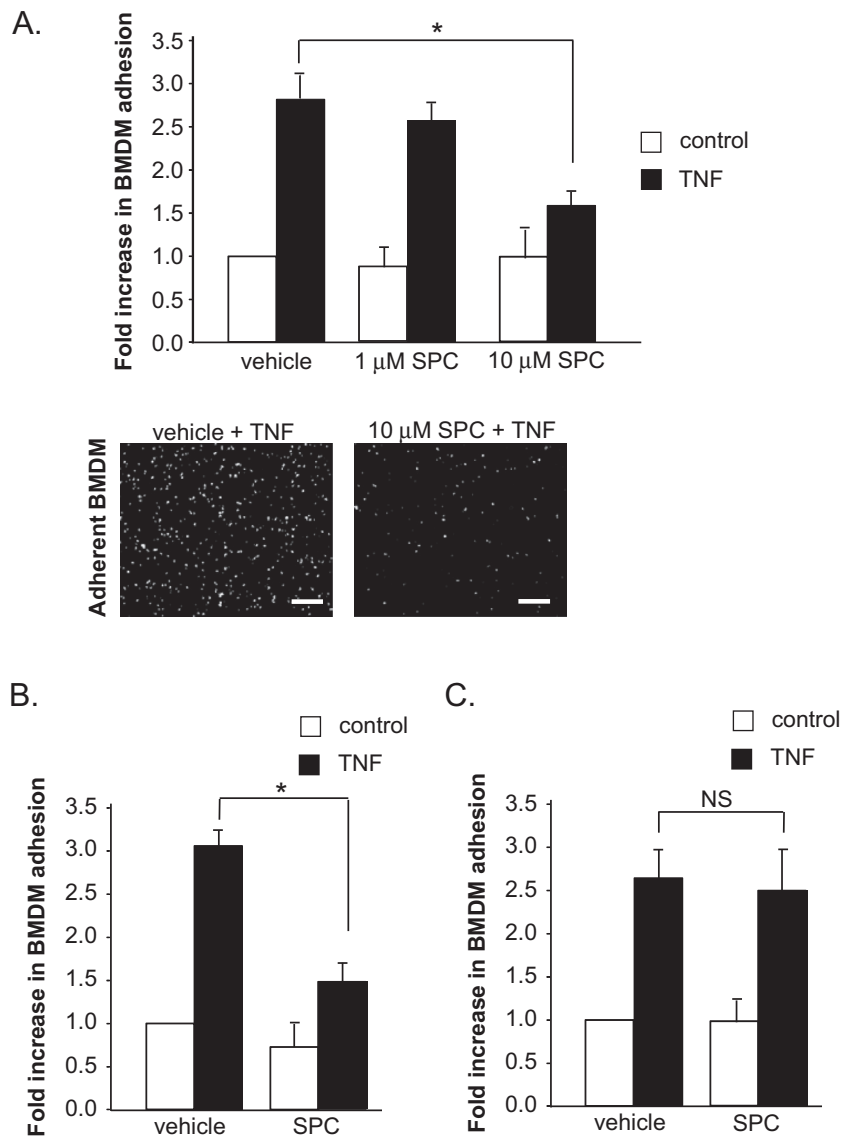 A.
*
Fold increase in BMDM adhesion
3.5
3.0
2.5
2.0
1.5
1.0
0.5
0.0
control
TNF
vehicle
1 μM SPC
10 μM SPC
vehicle + TNF
10 μM SPC + TNF
Adherent BMDM
B.
control
TNF
*
Fold increase in BMDM adhesion
3.5
3.0
2.5
2.0
1.5
1.0
0.5
0.0
vehicle
SPC
C.
control
TNF
NS
Fold increase in BMDM adhesion
3.5
3.0
2.5
2.0
1.5
1.0
0.5
0.0
vehicle
SPC